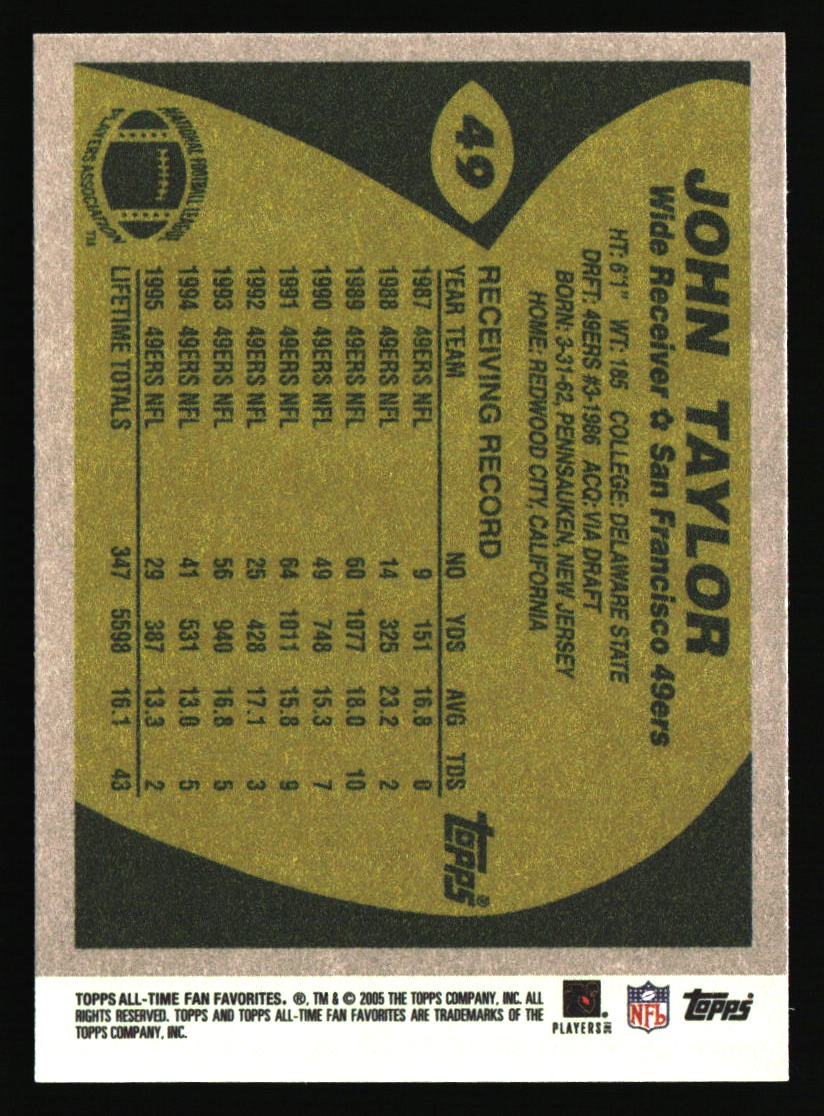 49
JOHN TAYLOR
Wide Receiver ✿ San Francisco 49ers
HT: 6'1" WT: 185 COLLEGE: DELAWARE STATE
DRFT: 49ERS #3-1986 ACQ: VIA DRAFT
BORN: 3-31-62, PENNSAUKEN, NEW JERSEY
HOME: REDWOOD CITY, CALIFORNIA
RECEIVING RECORD
YEAR TEAM NO YDS AVG TDS
1987 49ERS NFL 9 151 16.8 0
1988 49ERS NFL 14 325 23.2 2
1989 49ERS NFL 60 1077 18.0 10
1990 49ERS NFL 49 748 15.3 7
1991 49ERS NFL 64 1011 15.8 9
1992 49ERS NFL 25 428 17.1 3
1993 49ERS NFL 56 940 16.8 5
1994 49ERS NFL 41 531 13.0 5
1995 49ERS NFL 29 387 13.3 2
LIFETIME TOTALS 347 5598 16.1 43
NATIONAL FOOTBALL LEAGUE
PLAYERS ASSOCIATION
TM
Topps®
TOPPS ALL-TIME FAN FAVORITES. ®, TM & © 2005 THE TOPPS COMPANY, INC. ALL
RIGHTS RESERVED. TOPPS AND TOPPS ALL-TIME FAN FAVORITES ARE TRADEMARKS OF THE
TOPPS COMPANY, INC.
PLAYERS INC
NFL
Topps®